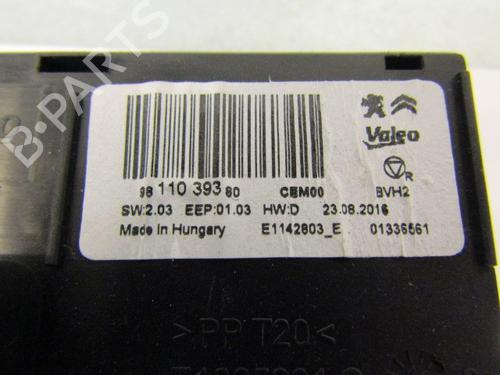 B-PARTS
Valeo
98 110 393 80 CEM00 R BVH2
SW:2.03 EEP:01.03 HW:D 23.08.2016
Made in Hungary E1142803_E 01336561
>PP T20<